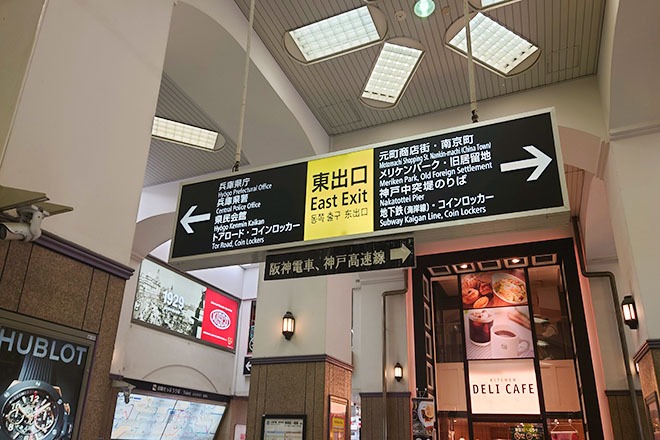 兵庫県庁
Hyōgo Prefectural Office
兵庫県警
Central Police Office
県民会館
Hyōgo Kenmin Kaikan
トアロード・コインロッカー
Tor Road, Coin Lockers
東出口
East Exit
동쪽 출구 东出口
元町商店街・南京町
Motomachi Shopping St. Nankin-machi (China Town)
メリケンパーク・旧居留地
Meriken Park, Old Foreign Settlement
神戸中突堤のりば
Nakatottei Pier
地下鉄(海岸線)・コインロッカー
Subway Kaigan Line, Coin Lockers
阪神電車、神戸高速線
1929
HUBLOT
KITCHEN
DELI CAFE